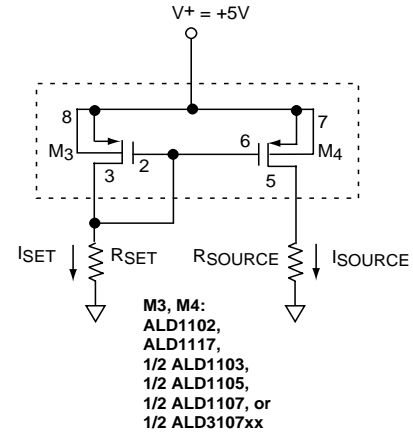 V+ = +5V
8
7
M3
2
6
M4
3
5
ISET
RSET
RSOURCE
ISOURCE
M3, M4:
ALD1102,
ALD1117,
1/2 ALD1103,
1/2 ALD1105,
1/2 ALD1107, or
1/2 ALD3107xx